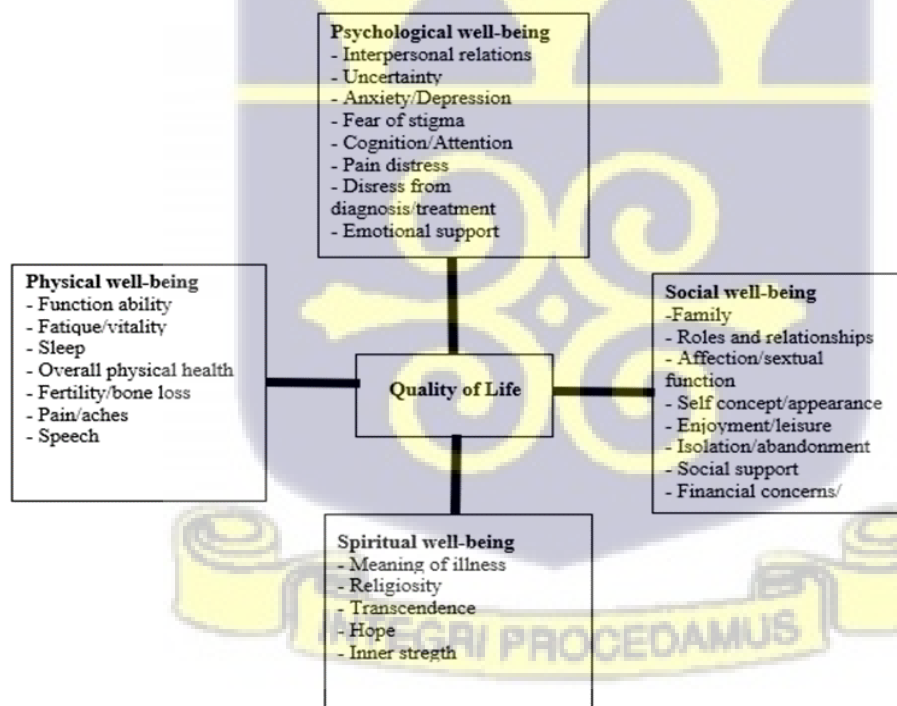 Psychological well-being
- Interpersonal relations
- Uncertainty
- Anxiety/Depression
- Fear of stigma
- Cognition/Attention
- Pain distress
- Disress from
diagnosis/treatment
- Emotional support
Physical well-being
- Function ability
- Fatique/vitality
- Sleep
- Overall physical health
- Fertility/bone loss
- Pain/aches
- Speech
Quality of Life
Social well-being
-Family
- Roles and relationships
- Affection/sextual
function
- Self concept/appearance
- Enjoyment/leisure
- Isolation/abandonment
- Social support
- Financial concerns/
Spiritual well-being
- Meaning of illness
- Religiosity
- Transcendence
- Hope
- Inner stregth
INTEGRI PROCEDAMUS